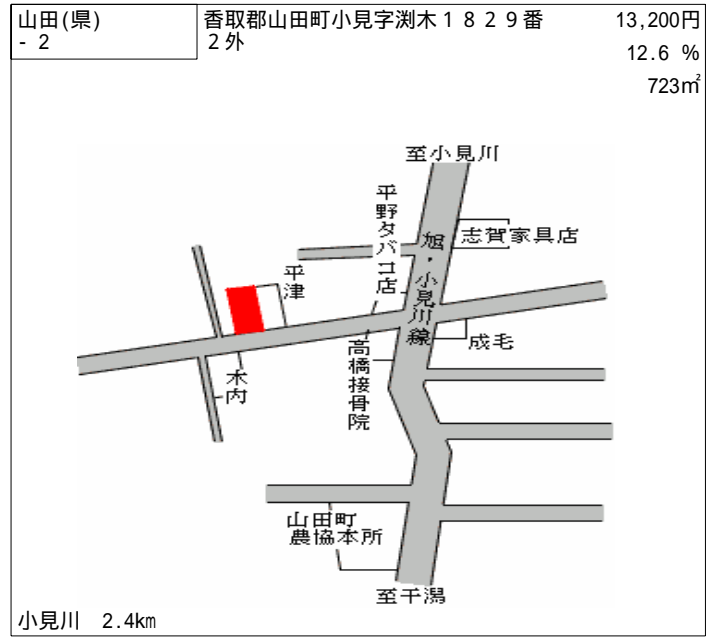 山田(県)
- 2
香取郡山田町小見字渕木１８２９番
２外
13,200円
12.6 %
723㎡
至小見川
平野タバコ店
旭・小見川線
志賀家具店
平津
成毛
高橋接骨院
木内
山田町
農協本所
至干潟
小見川 2.4km